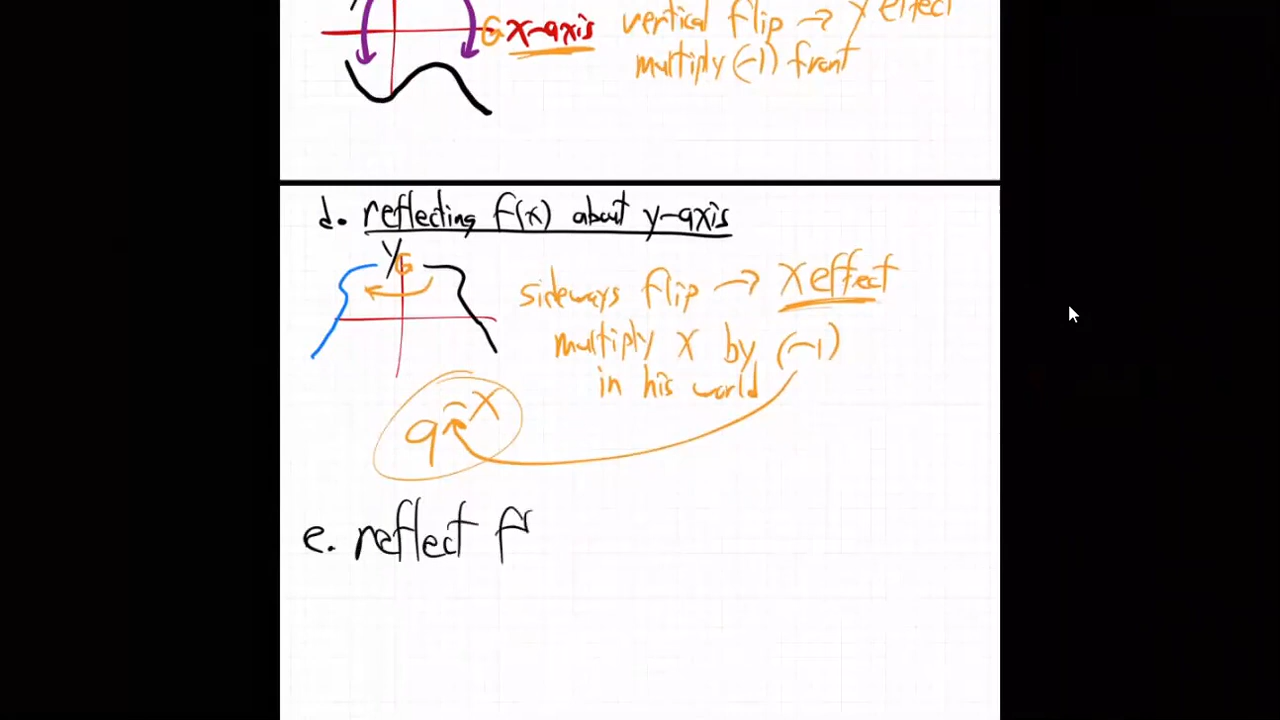 x-axis
vertical flip → y effect
multiply (-1) front
d. reflecting f(x) about y-axis
y
sideways flip → x effect
multiply x by (-1)
in his world
9^-x
e. reflect f